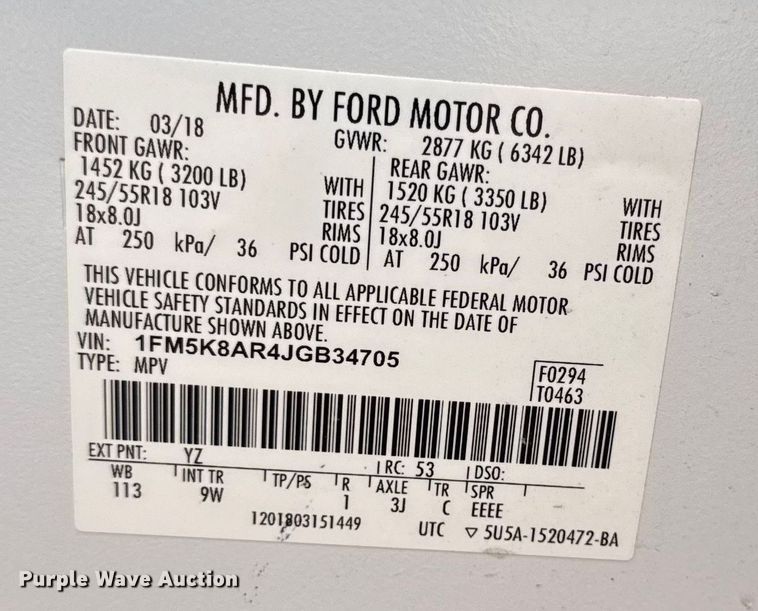 MFD. BY FORD MOTOR CO.
DATE: 03/18 GVWR: 2877 KG ( 6342 LB)
FRONT GAWR: REAR GAWR:
1452 KG ( 3200 LB) WITH 1520 KG ( 3350 LB) WITH
245/55R18 103V TIRES 245/55R18 103V TIRES
18x8.0J RIMS 18x8.0J RIMS
AT 250 kPa/ 36 PSI COLD AT 250 kPa/ 36 PSI COLD
THIS VEHICLE CONFORMS TO ALL APPLICABLE FEDERAL MOTOR
VEHICLE SAFETY STANDARDS IN EFFECT ON THE DATE OF
MANUFACTURE SHOWN ABOVE.
VIN: 1FM5K8AR4JGB34705
TYPE: MPV F0294
T0463
EXT PNT: YZ RC: 53 DSO:
WB INT TR TP/PS R AXLE TR SPR
113 9W 1 3J C EEEE
1201803151449 UTC ▽ 5U5A-1520472-BA
Purple Wave Auction